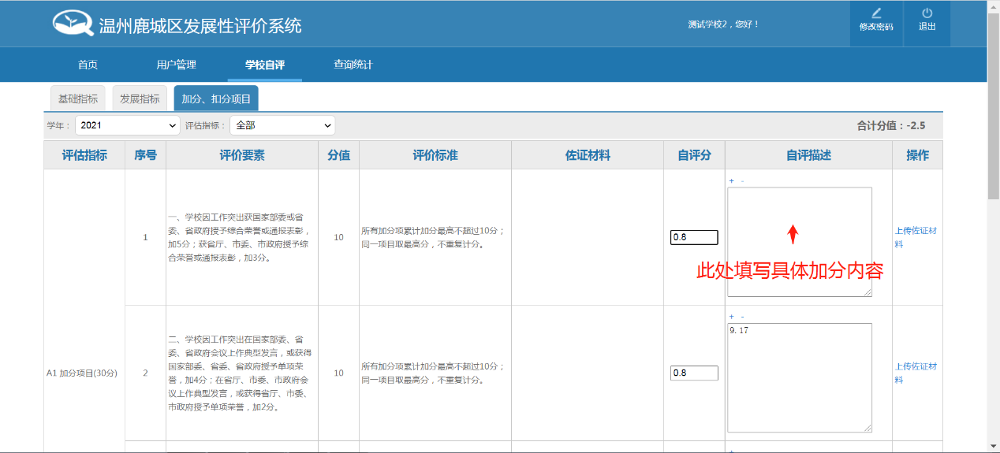 温州鹿城区发展性评价系统
测试学校2，您好！
修改密码
退出
首页
用户管理
学校自评
查询统计
基础指标
发展指标
加分、扣分项目
学年：
2021
评估指标：
全部
合计分值：-2.5
评估指标
序号
评价要素
分值
评价标准
佐证材料
自评分
自评描述
操作
A1 加分项目(30分)
1
一、学校因工作突出获国家部委或省
委、省政府授予综合荣誉或通报表彰，
加5分；获省厅、市委、市政府授予综
合荣誉或通报表彰，加3分。
10
所有加分项累计加分最高不超过10分；
同一项目取最高分，不重复计分。
0.8
+ -
此处填写具体加分内容
上传佐证材
料
2
二、学校因工作突出在国家部委、省
委、省政府会议上作典型发言，或获得
国家部委、省委、省政府授予单项荣
誉，加4分；在省厅、市委、市政府会
议上作典型发言，或获得省厅、市委、
市政府授予单项荣誉，加2分。
10
所有加分项累计加分最高不超过10分；
同一项目取最高分，不重复计分。
0.8
+ -
9.17
上传佐证材
料